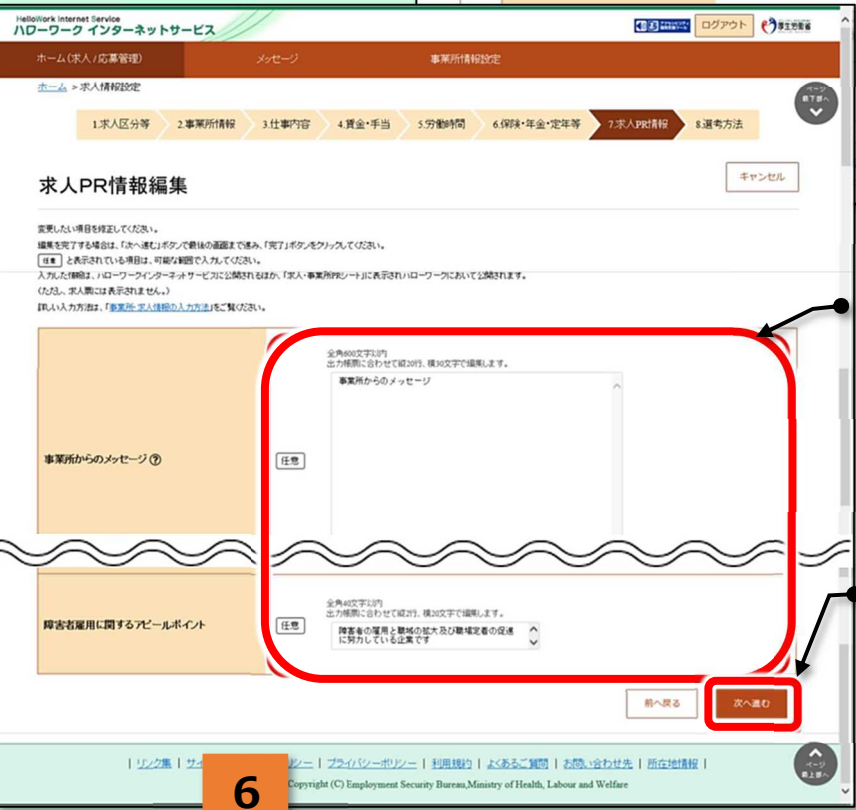 HelloWork Internet Service
ハローワーク インターネットサービス
ログアウト
厚生労働省
ホーム(求人/応募管理)
メッセージ
事業所情報設定
ホーム > 求人情報設定
ページ
最下部へ
1.求人区分等
2.事業所情報
3.仕事内容
4.賃金・手当
5.労働時間
6.保険・年金・定年等
7.求人PR情報
8.選考方法
求人PR情報編集
キャンセル
変更したい項目を修正してください。
編集を完了する場合は、「次へ進む」ボタンで最後の画面まで進み、「完了」ボタンをクリックしてください。
任意 と表示されている項目は、可能な範囲で入力してください。
入力した情報は、ハローワークインターネットサービスに公開されるほか、「求人・事業所PRシート」に表示されハローワークにおいて公開されます。
(ただし、求人票には表示されません。)
詳しい入力方法は、「事業所・求人情報の入力方法」をご覧ください。
全角600文字以内
出力帳票に合わせて縦20行、横30文字で編集します。
事業所からのメッセージ
事業所からのメッセージ ?
任意
全角40文字以内
出力帳票に合わせて縦2行、横20文字で編集します。
障害者雇用に関するアピールポイント
任意
障害者の雇用と職域の拡大及び職場定着の促進
に努力している企業です
前へ戻る
次へ進む
| リンク集 | サイ
リシー | プライバシーポリシー | 利用規約 | よくあるご質問 | お問い合わせ先 | 所在地情報 |
ページ
最上部へ
6
Copyright (C) Employment Security Bureau,Ministry of Health, Labour and Welfare